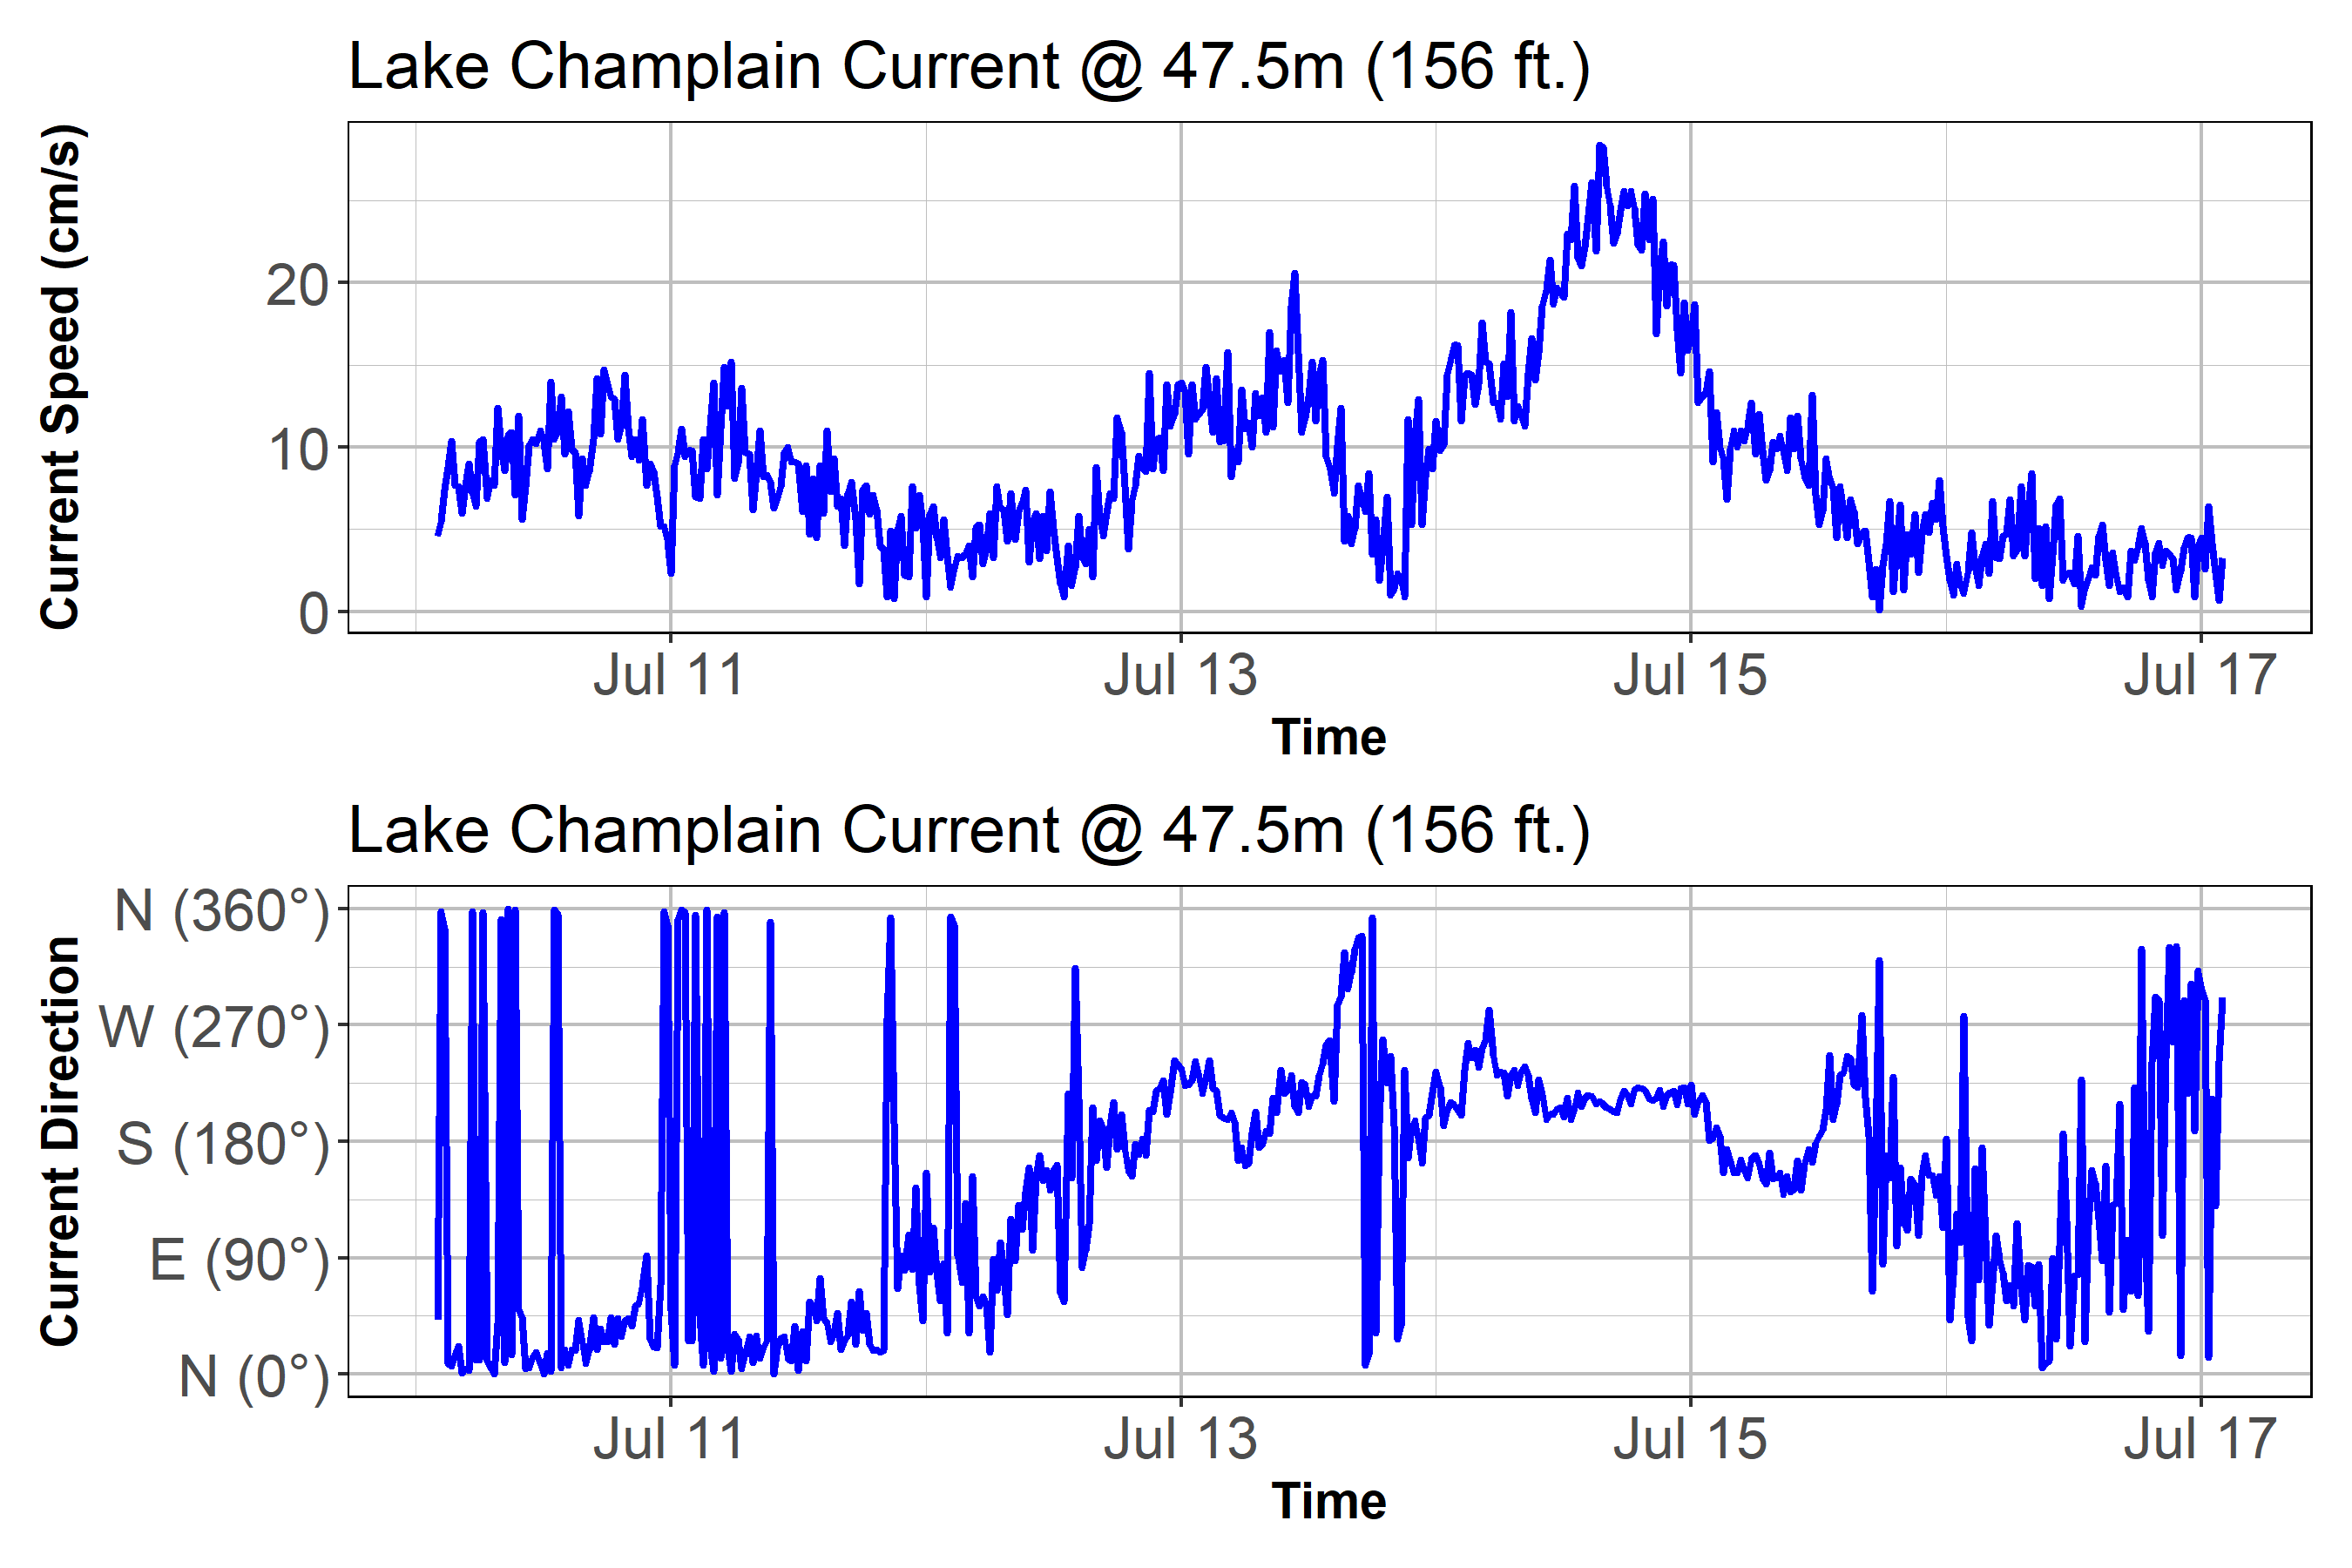 Lake Champlain Current @ 47.5m (156 ft.)
Current Speed (cm/s)
20
10
0
Jul 11 Jul 13 Jul 15 Jul 17
Time
Lake Champlain Current @ 47.5m (156 ft.)
Current Direction
N (360°)
W (270°)
S (180°)
E (90°)
N (0°)
Jul 11 Jul 13 Jul 15 Jul 17
Time